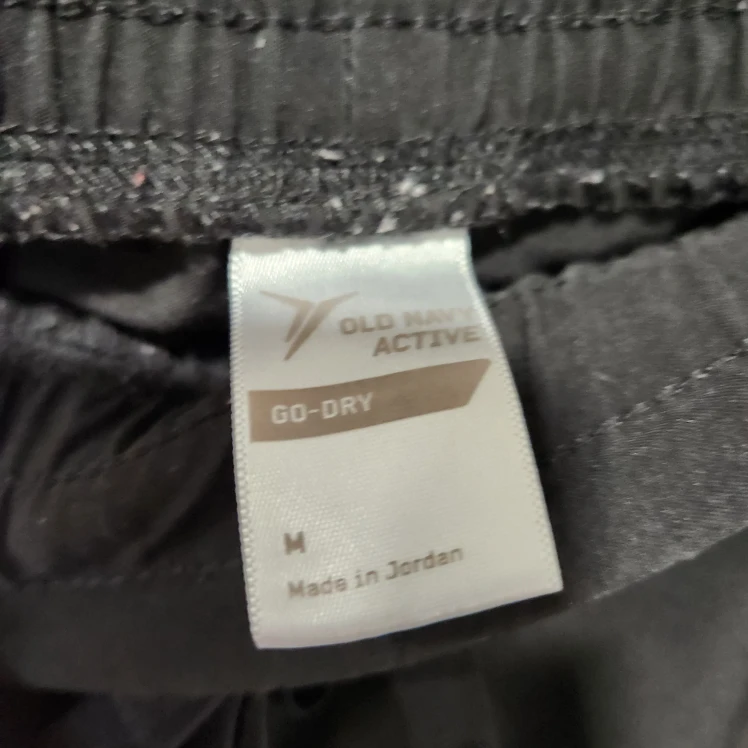 OLD NAVY
ACTIVE
GO-DRY
M
Made in Jordan